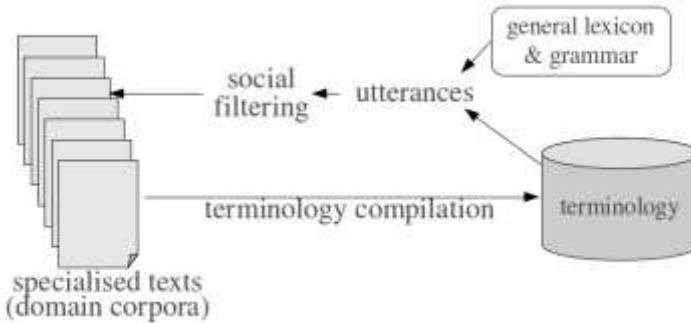 general lexicon
& grammar
social
filtering
utterances
terminology
terminology compilation
specialised texts
(domain corpora)